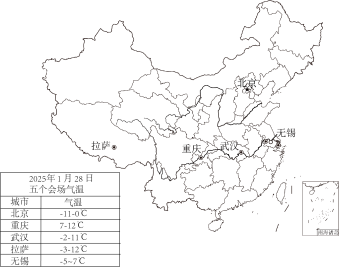 北京
无锡
武汉
重庆
拉萨
2025年1月28日
五个会场气温
城市 气温
北京 -11-0℃
重庆 7-12℃
武汉 -2-11℃
拉萨 -3-12℃
无锡 -5~7℃
南海诸岛